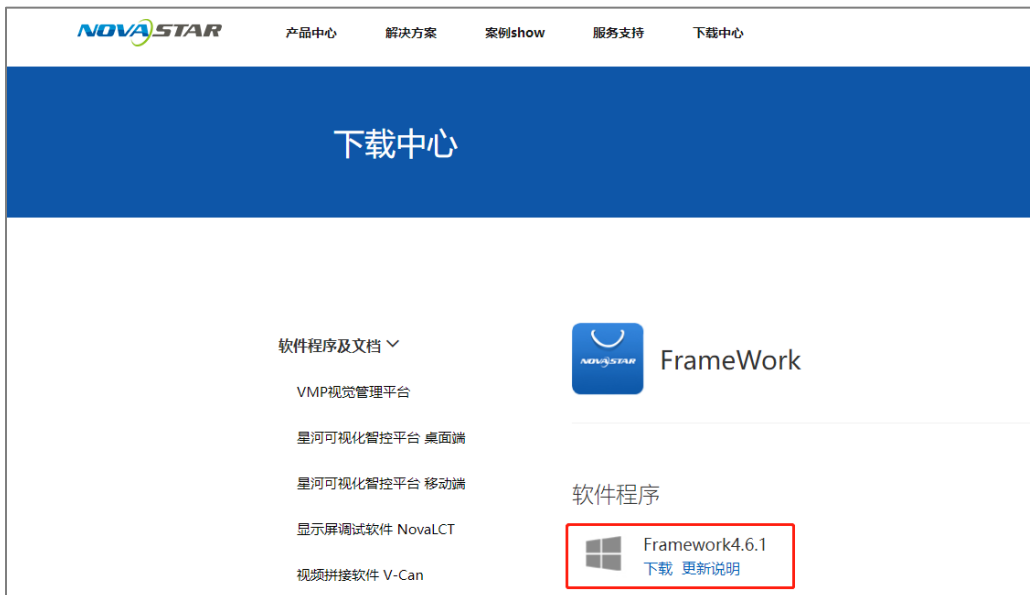 NOVASTAR 产品中心 解决方案 案例show 服务支持 下载中心
下载中心
软件程序及文档
VMP视觉管理平台
星河可视化智控平台 桌面端
星河可视化智控平台 移动端
显示屏调试软件 NovaLCT
视频拼接软件 V-Can
NOVASTAR
FrameWork
软件程序
Framework4.6.1
下载 更新说明